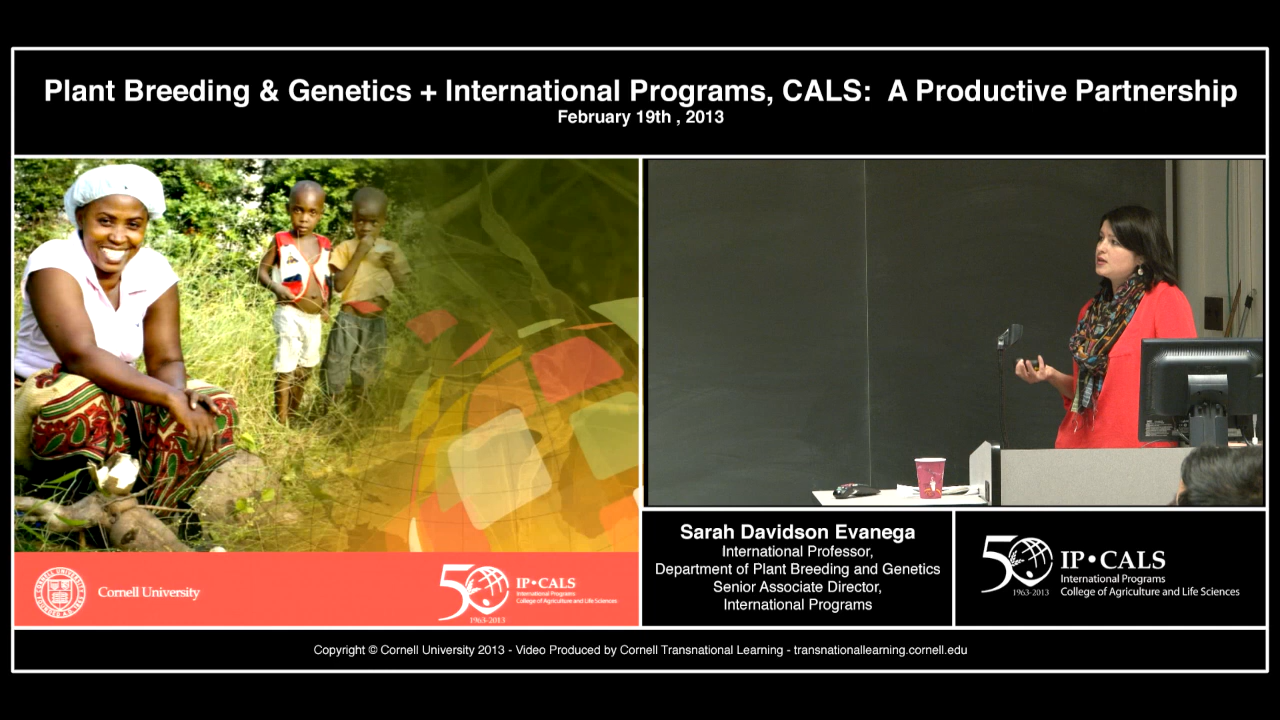 Plant Breeding & Genetics + International Programs, CALS:  A Productive Partnership
February 19th , 2013
Cornell University
50
1963-2013
IP•CALS
International Programs
College of Agriculture and Life Sciences
Sarah Davidson Evanega
International Professor,
Department of Plant Breeding and Genetics
Senior Associate Director,
International Programs
50
1963-2013
IP•CALS
International Programs
College of Agriculture and Life Sciences
Copyright © Cornell University 2013 - Video Produced by Cornell Transnational Learning - transnationallearning.cornell.edu